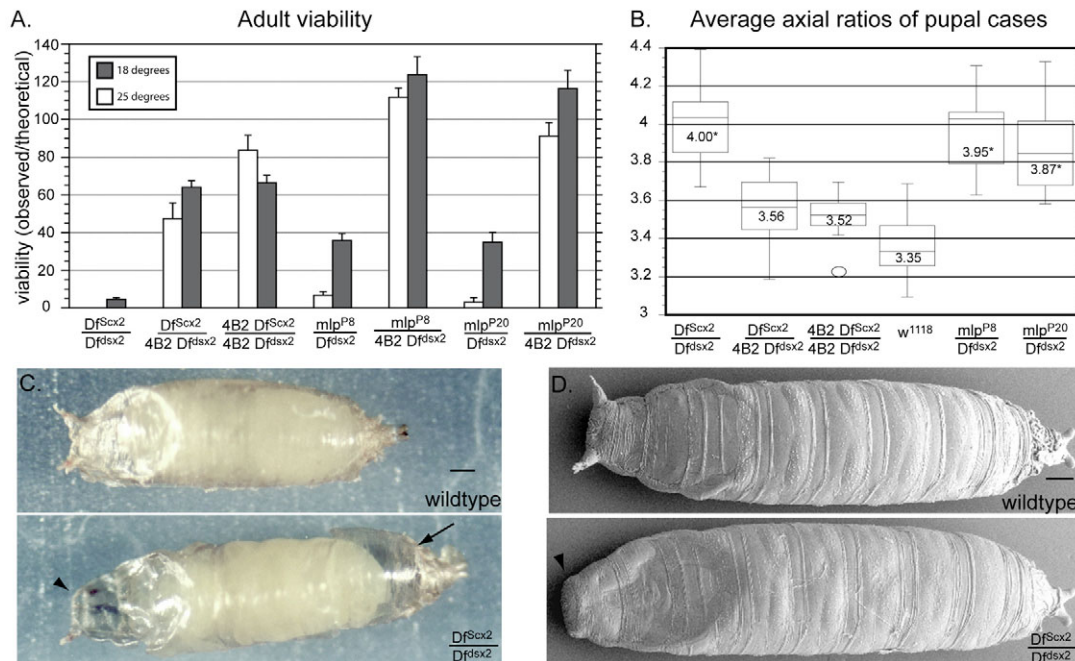 A.
Adult viability
viability (observed/theoretical)
140
120
100
80
60
40
20
0
18 degrees
25 degrees
Df^Scx2
Df^dsx2
Df^Scx2
4B2 Df^dsx2
4B2 Df^Scx2
4B2 Df^dsx2
mlp^P8
Df^dsx2
mlp^P8
4B2 Df^dsx2
mlp^P20
Df^dsx2
mlp^P20
4B2 Df^dsx2
B.
Average axial ratios of pupal cases
4.4
4.2
4
3.8
3.6
3.4
3.2
3
4.00*
3.56
3.52
3.35
3.95*
3.87*
Df^Scx2
Df^dsx2
Df^Scx2
4B2 Df^dsx2
4B2 Df^Scx2
4B2 Df^dsx2
w^1118
mlp^P8
Df^dsx2
mlp^P20
Df^dsx2
C.
wildtype
Df^Scx2
Df^dsx2
D.
wildtype
Df^Scx2
Df^dsx2